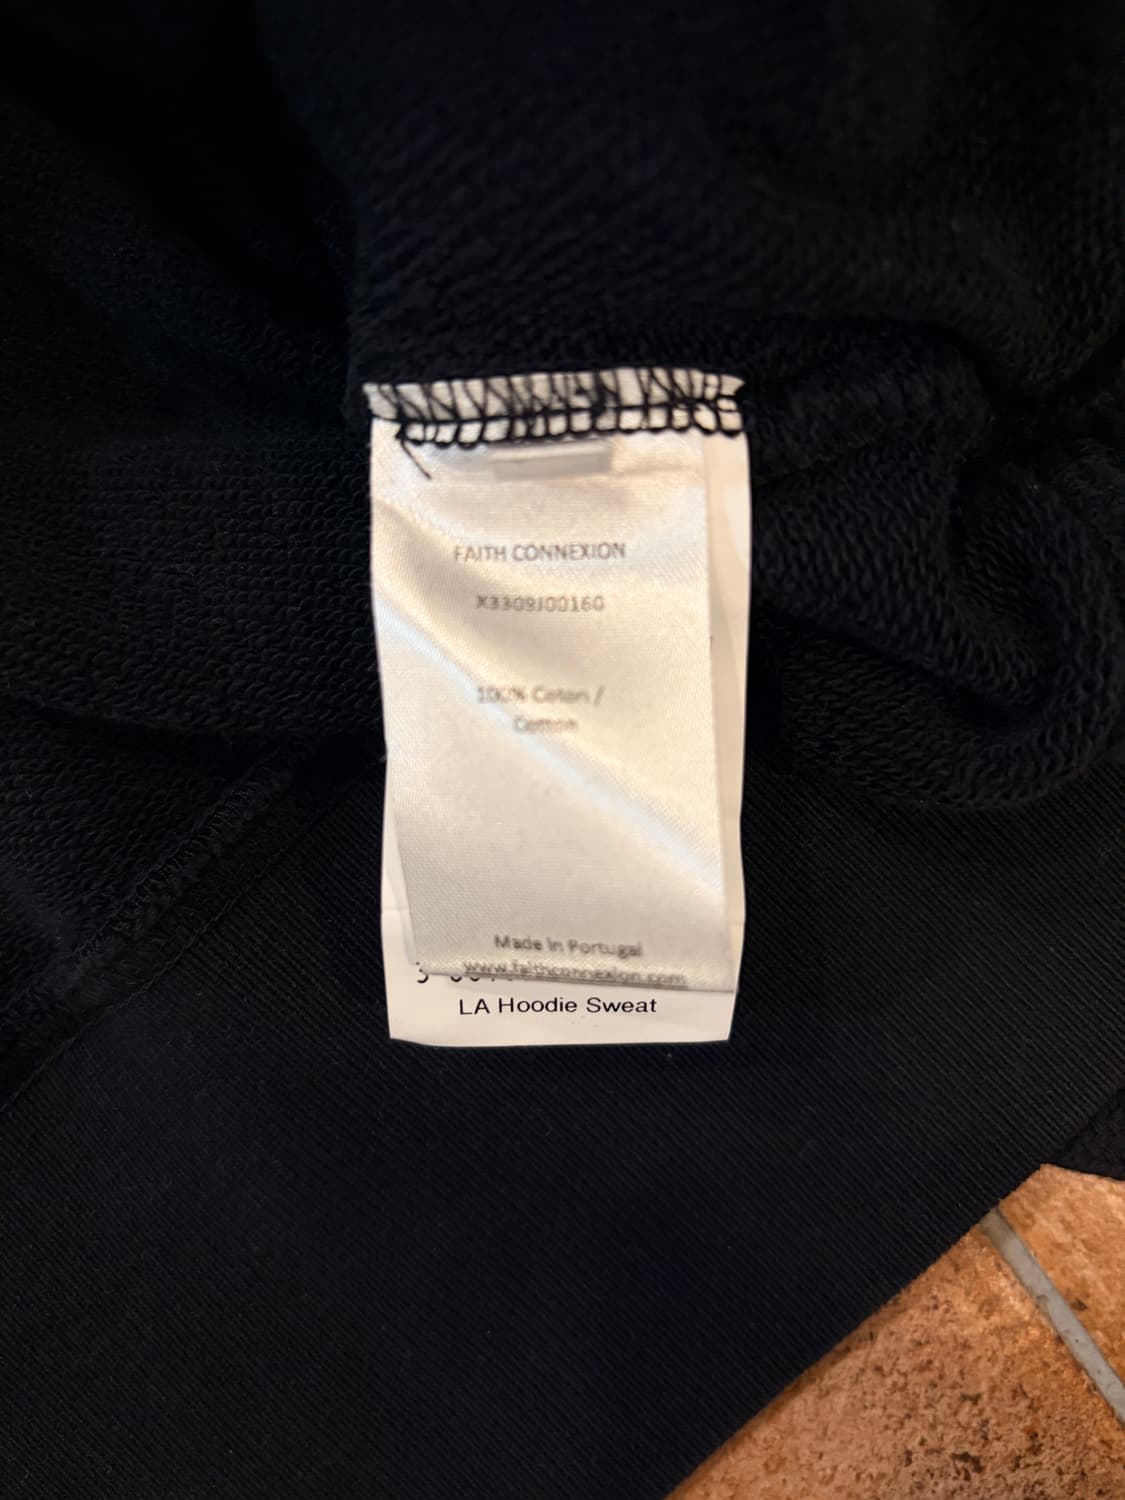 FAITH CONNEXION
X3309J00160
100% Coton /
Cotton
Made in Portugal
www.faithconnexion.com
LA Hoodie Sweat